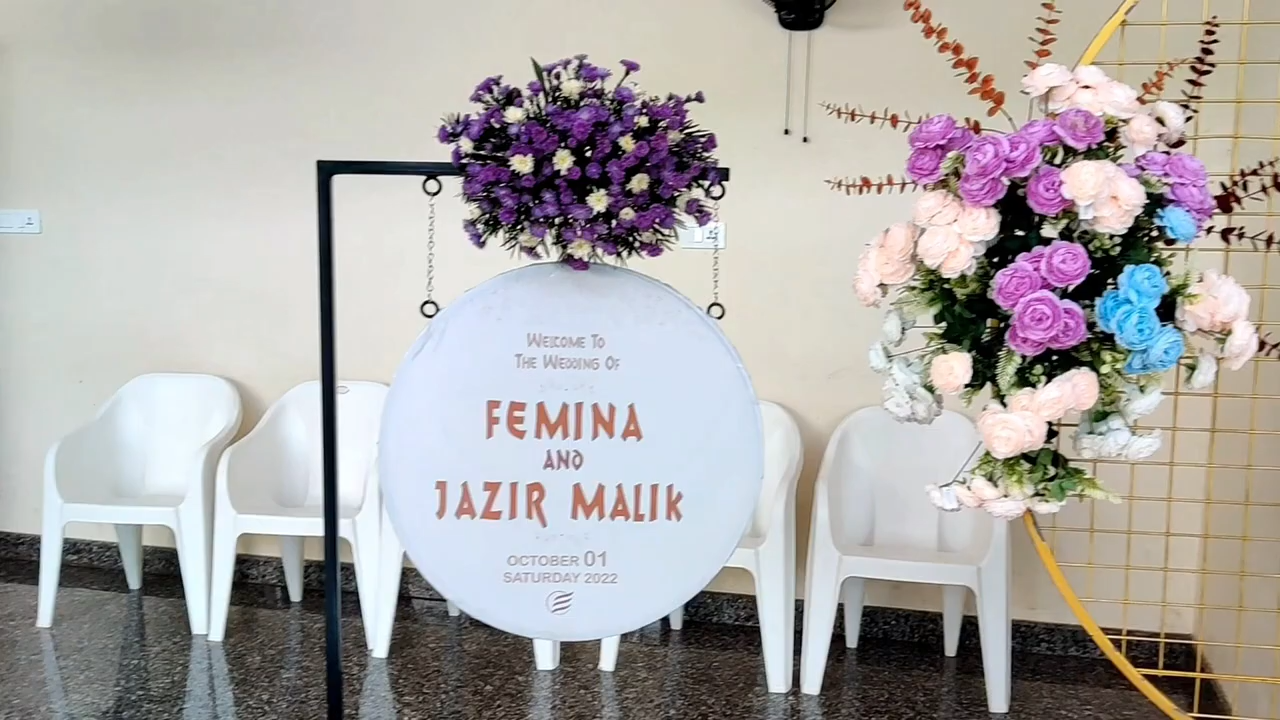 Welcome To
The Wedding Of
FEMINA
AND
JAZIR MALIK
OCTOBER 01
SATURDAY 2022